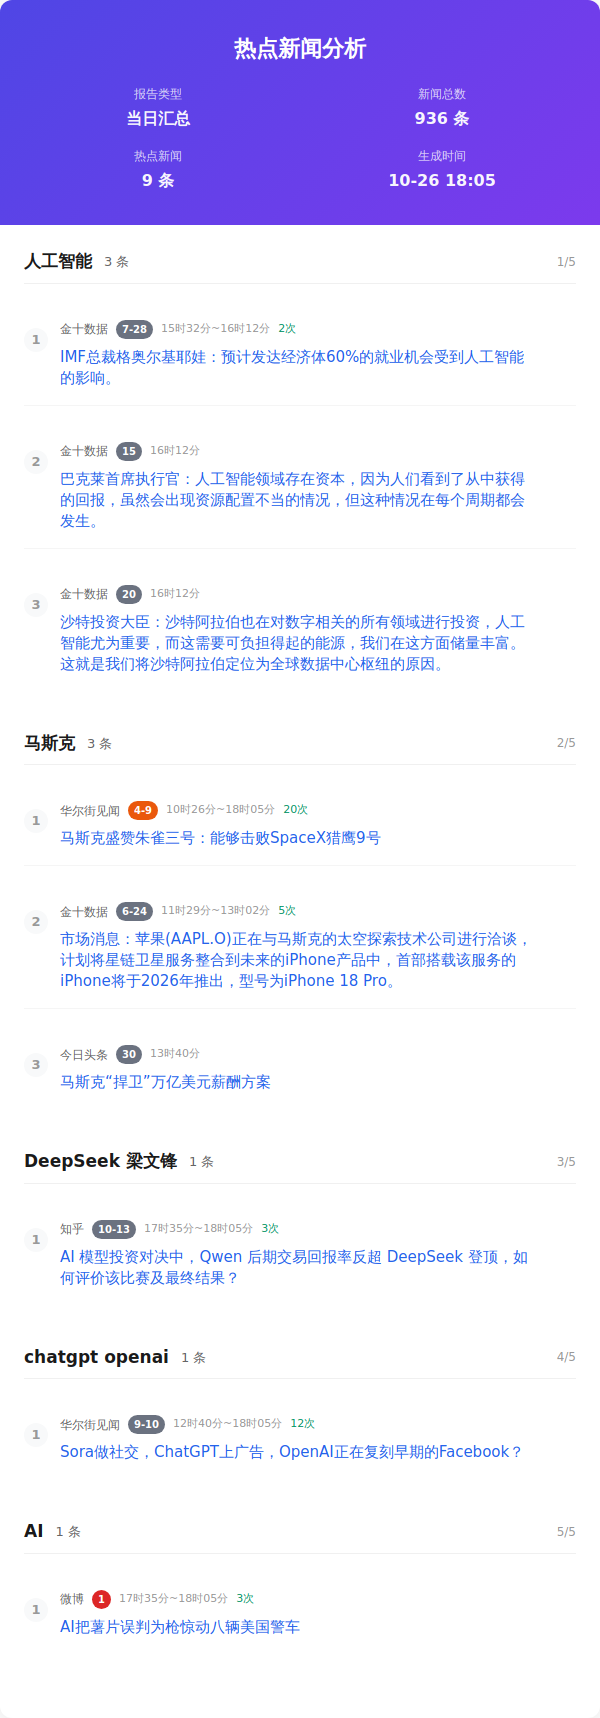 热点新闻分析
报告类型
当日汇总
新闻总数
936 条
热点新闻
9 条
生成时间
10-26 18:05
人工智能 3 条 1/5
1
金十数据 7-28 15时32分~16时12分 2次
IMF总裁格奥尔基耶娃：预计发达经济体60%的就业机会受到人工智能
的影响。
2
金十数据 15 16时12分
巴克莱首席执行官：人工智能领域存在资本，因为人们看到了从中获得
的回报，虽然会出现资源配置不当的情况，但这种情况在每个周期都会
发生。
3
金十数据 20 16时12分
沙特投资大臣：沙特阿拉伯也在对数字相关的所有领域进行投资，人工
智能尤为重要，而这需要可负担得起的能源，我们在这方面储量丰富。
这就是我们将沙特阿拉伯定位为全球数据中心枢纽的原因。
马斯克 3 条 2/5
1
华尔街见闻 4-9 10时26分~18时05分 20次
马斯克盛赞朱雀三号：能够击败SpaceX猎鹰9号
2
金十数据 6-24 11时29分~13时02分 5次
市场消息：苹果(AAPL.O)正在与马斯克的太空探索技术公司进行洽谈，
计划将星链卫星服务整合到未来的iPhone产品中，首部搭载该服务的
iPhone将于2026年推出，型号为iPhone 18 Pro。
3
今日头条 30 13时40分
马斯克“捍卫”万亿美元薪酬方案
DeepSeek 梁文锋 1 条 3/5
1
知乎 10-13 17时35分~18时05分 3次
AI 模型投资对决中，Qwen 后期交易回报率反超 DeepSeek 登顶，如
何评价该比赛及最终结果？
chatgpt openai 1 条 4/5
1
华尔街见闻 9-10 12时40分~18时05分 12次
Sora做社交，ChatGPT上广告，OpenAI正在复刻早期的Facebook？
AI 1 条 5/5
1
微博 1 17时35分~18时05分 3次
AI把薯片误判为枪惊动八辆美国警车